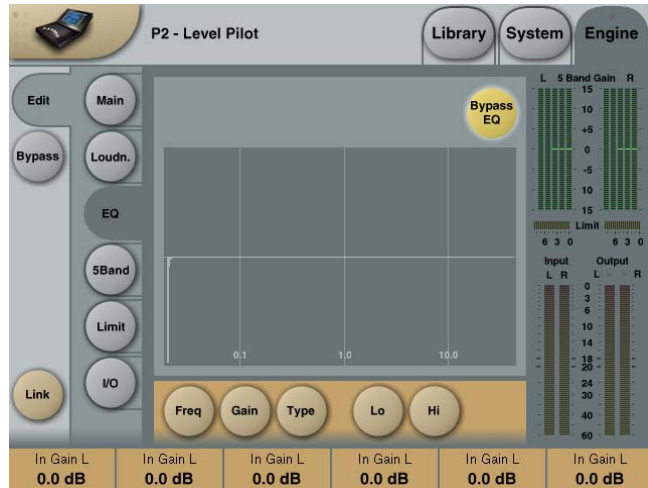 P2 - Level Pilot
Library
System
Engine
Edit
Bypass
Link
Main
Loudn.
EQ
5Band
Limit
I/O
Bypass
EQ
0.1 1.0 10.0
Freq
Gain
Type
Lo
Hi
L 5 Band Gain R
15
10
+5
0
-5
10
15
Limit
6 3 0 6 3 0
Input Output
L R L R
0
3
6
10
14
18
20
24
30
40
60
In Gain L In Gain L In Gain L In Gain L In Gain L In Gain L
0.0 dB 0.0 dB 0.0 dB 0.0 dB 0.0 dB 0.0 dB